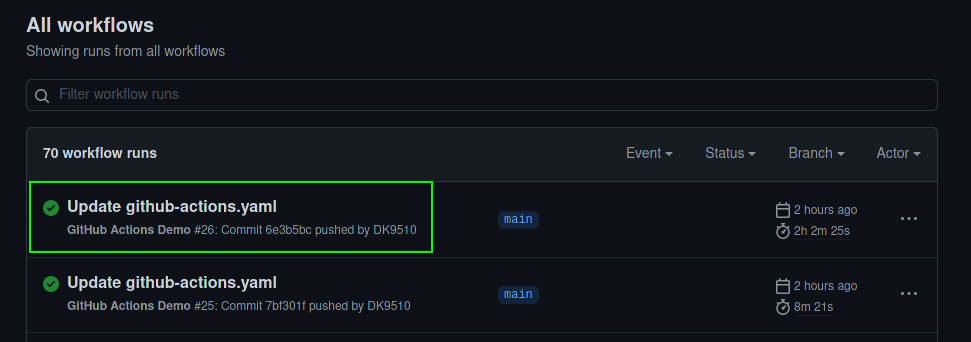 All workflows
Showing runs from all workflows
Filter workflow runs
70 workflow runs Event Status Branch Actor
Update github-actions.yaml
GitHub Actions Demo #26: Commit 6e3b5bc pushed by DK9510
main
2 hours ago
2h 2m 25s
Update github-actions.yaml
GitHub Actions Demo #25: Commit 7bf301f pushed by DK9510
main
2 hours ago
8m 21s